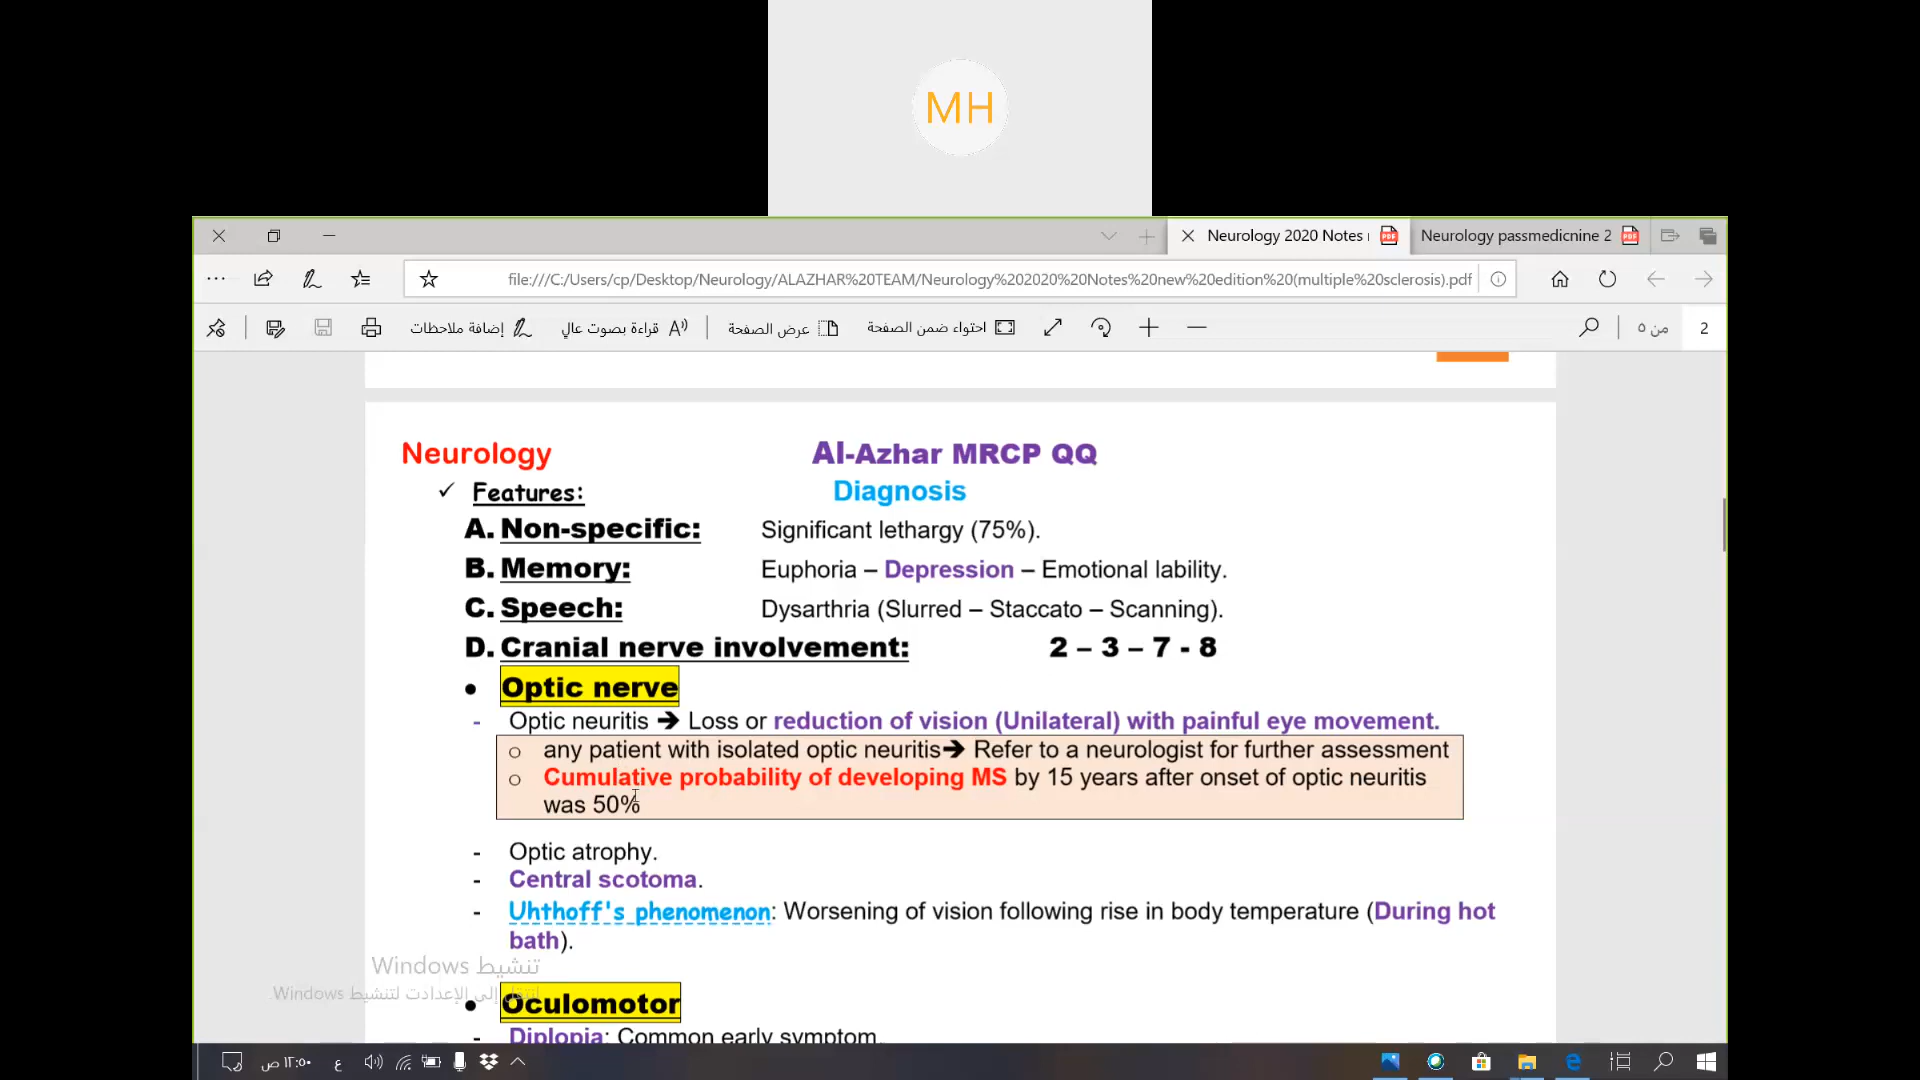 MH
Neurology 2020 Notes
Neurology passmedicnine 2
file:///C:/Users/cp/Desktop/Neurology/ALAZHAR%20TEAM/Neurology%202020%20Notes%20new%20edition%20(multiple%20sclerosis).pdf
إضافة ملاحظات
قراءة بصوت عالٍ
عرض الصفحة
احتواء ضمن الصفحة
من ٥
2
Neurology
Al-Azhar MRCP QQ
✓ Features:
Diagnosis
A. Non-specific: Significant lethargy (75%).
B. Memory: Euphoria – Depression – Emotional lability.
C. Speech: Dysarthria (Slurred – Staccato – Scanning).
D. Cranial nerve involvement: 2 – 3 – 7 - 8
• Optic nerve
- Optic neuritis ➔ Loss or reduction of vision (Unilateral) with painful eye movement.
o any patient with isolated optic neuritis➔ Refer to a neurologist for further assessment
o Cumulative probability of developing MS by 15 years after onset of optic neuritis
was 50%
- Optic atrophy.
- Central scotoma.
- Uhthoff's phenomenon: Worsening of vision following rise in body temperature (During hot
bath).
تنشيط Windows
انتقل إلى الإعدادت لتنشيط Windows.
• Oculomotor
- Diplopia: Common early symptom
١٢:٥٠ ص
ع